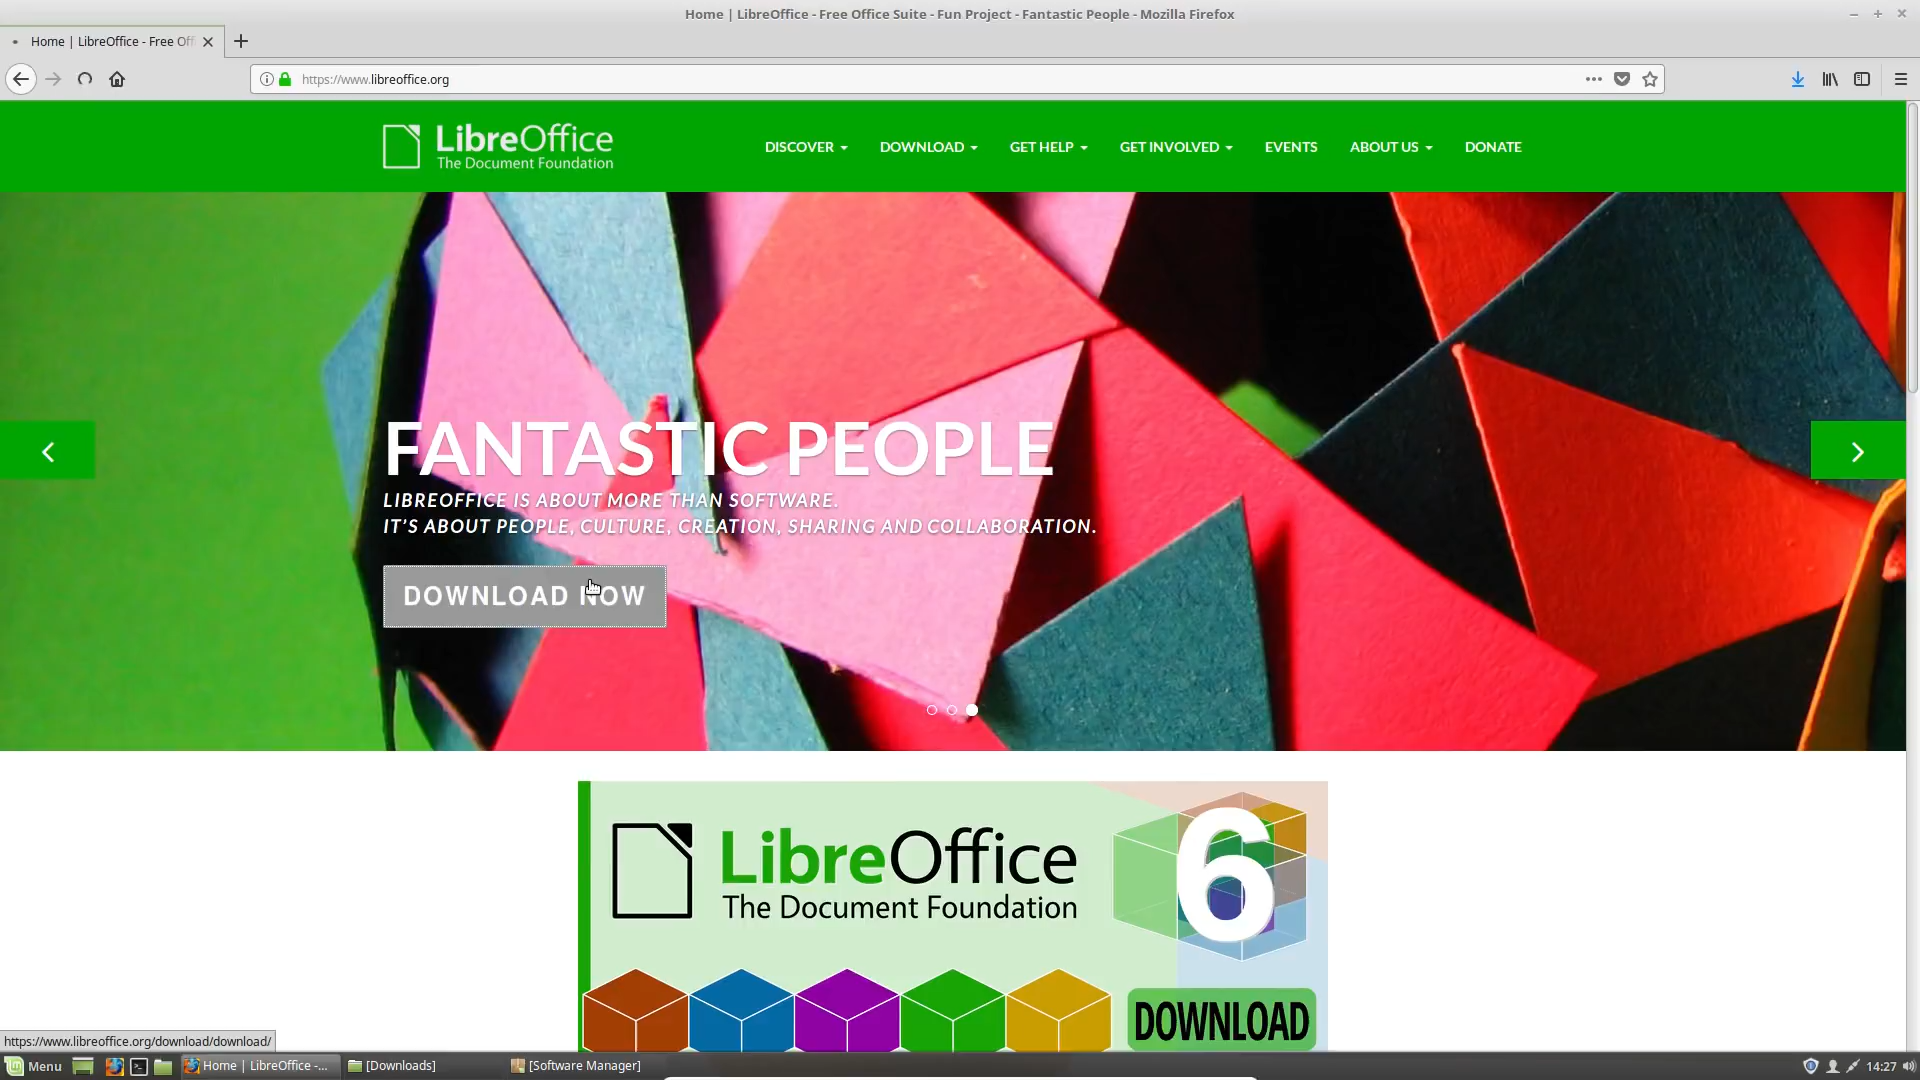 Home | LibreOffice - Free Office Suite - Fun Project - Fantastic People - Mozilla Firefox
Home | LibreOffice - Free Off
https://www.libreoffice.org
LibreOffice
The Document Foundation
DISCOVER
DOWNLOAD
GET HELP
GET INVOLVED
EVENTS
ABOUT US
DONATE
FANTASTIC PEOPLE
LIBREOFFICE IS ABOUT MORE THAN SOFTWARE.
IT'S ABOUT PEOPLE, CULTURE, CREATION, SHARING AND COLLABORATION.
DOWNLOAD NOW
LibreOffice
The Document Foundation
6
DOWNLOAD
https://www.libreoffice.org/download/download/
Menu
Home | LibreOffice -...
[Downloads]
[Software Manager]
14:27